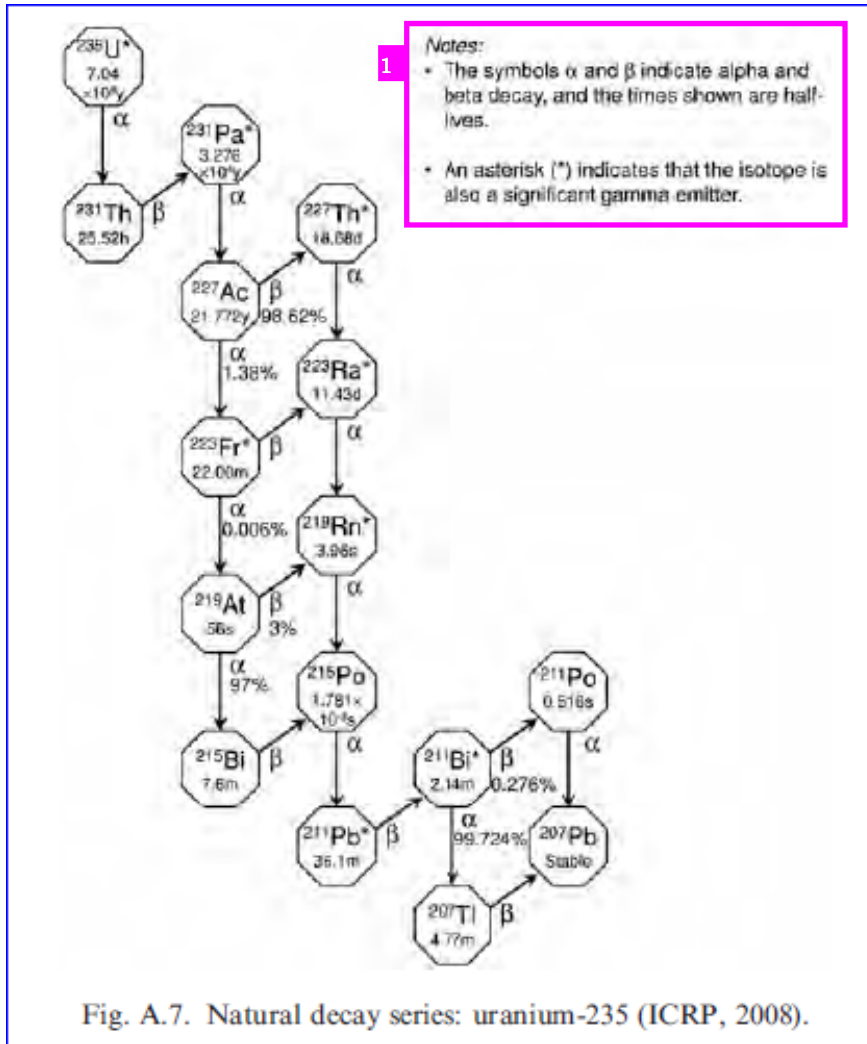 235U*
7.04
×10⁸y
α
231Pa*
3.276
×10⁴y
231Th
25.52h
β
α
227Th*
18.68d
227Ac
21.772y
β
98.62%
α
α
1.38%
223Ra*
11.43d
223Fr*
22.00m
β
α
α
0.006%
219Rn*
3.96s
219At
56s
β
3%
α
α
97%
215Po
1.781×
10⁻³s
211Po
0.516s
215Bi
7.6m
β
α
211Bi*
2.14m
β
0.276%
α
211Pb*
36.1m
β
α
99.724%
207Pb
Stable
207Tl
4.77m
β
1
Notes:
• The symbols α and β indicate alpha and
beta decay, and the times shown are half-
lives.
• An asterisk (*) indicates that the isotope is
also a significant gamma emitter.
Fig. A.7. Natural decay series: uranium-235 (ICRP, 2008).